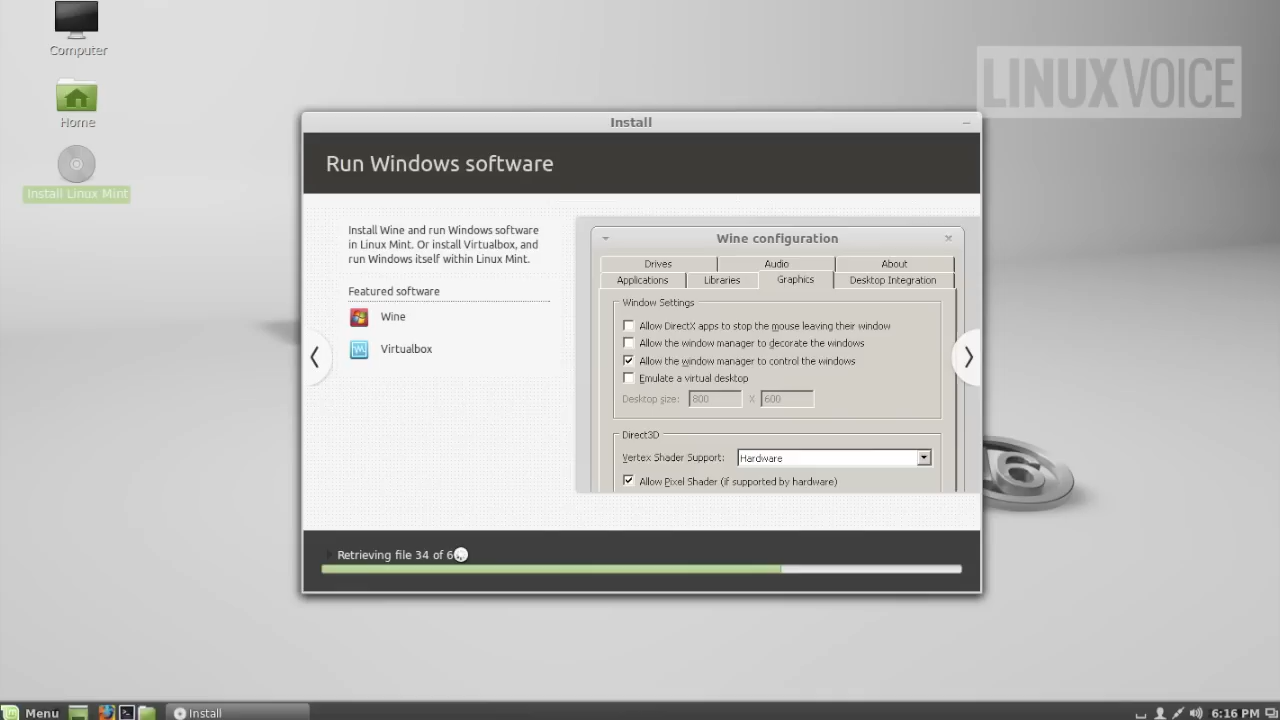 Computer
LINUXVOICE
Home
Install
Run Windows software
Install Linux Mint
Install Wine and run Windows software
in Linux Mint. Or install Virtualbox, and
run Windows itself within Linux Mint.
Featured software
Wine
Virtualbox
Wine configuration
Drives Audio About
Applications Libraries Graphics Desktop Integration
Window Settings
Allow DirectX apps to stop the mouse leaving their window
Allow the window manager to decorate the windows
Allow the window manager to control the windows
Emulate a virtual desktop
Desktop size: 800 X 600
Direct3D
Vertex Shader Support: Hardware
Allow Pixel Shader (if supported by hardware)
6
Retrieving file 34 of
Menu Install 6:16 PM